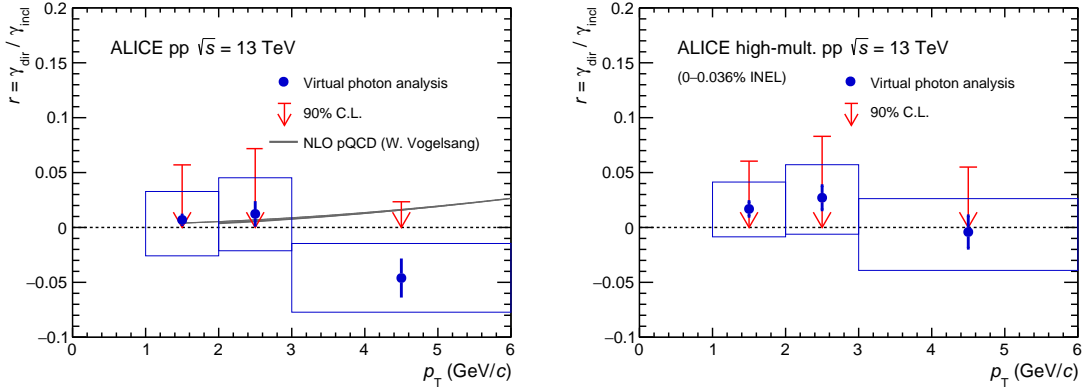 r = γdir / γincl
0.2
0.15
0.1
0.05
0
−0.05
−0.1
ALICE pp √s = 13 TeV
Virtual photon analysis
90% C.L.
NLO pQCD (W. Vogelsang)
0 1 2 3 4 5 6
pT (GeV/c)
r = γdir / γincl
0.2
0.15
0.1
0.05
0
−0.05
−0.1
ALICE high-mult. pp √s = 13 TeV
(0–0.036% INEL)
Virtual photon analysis
90% C.L.
0 1 2 3 4 5 6
pT (GeV/c)